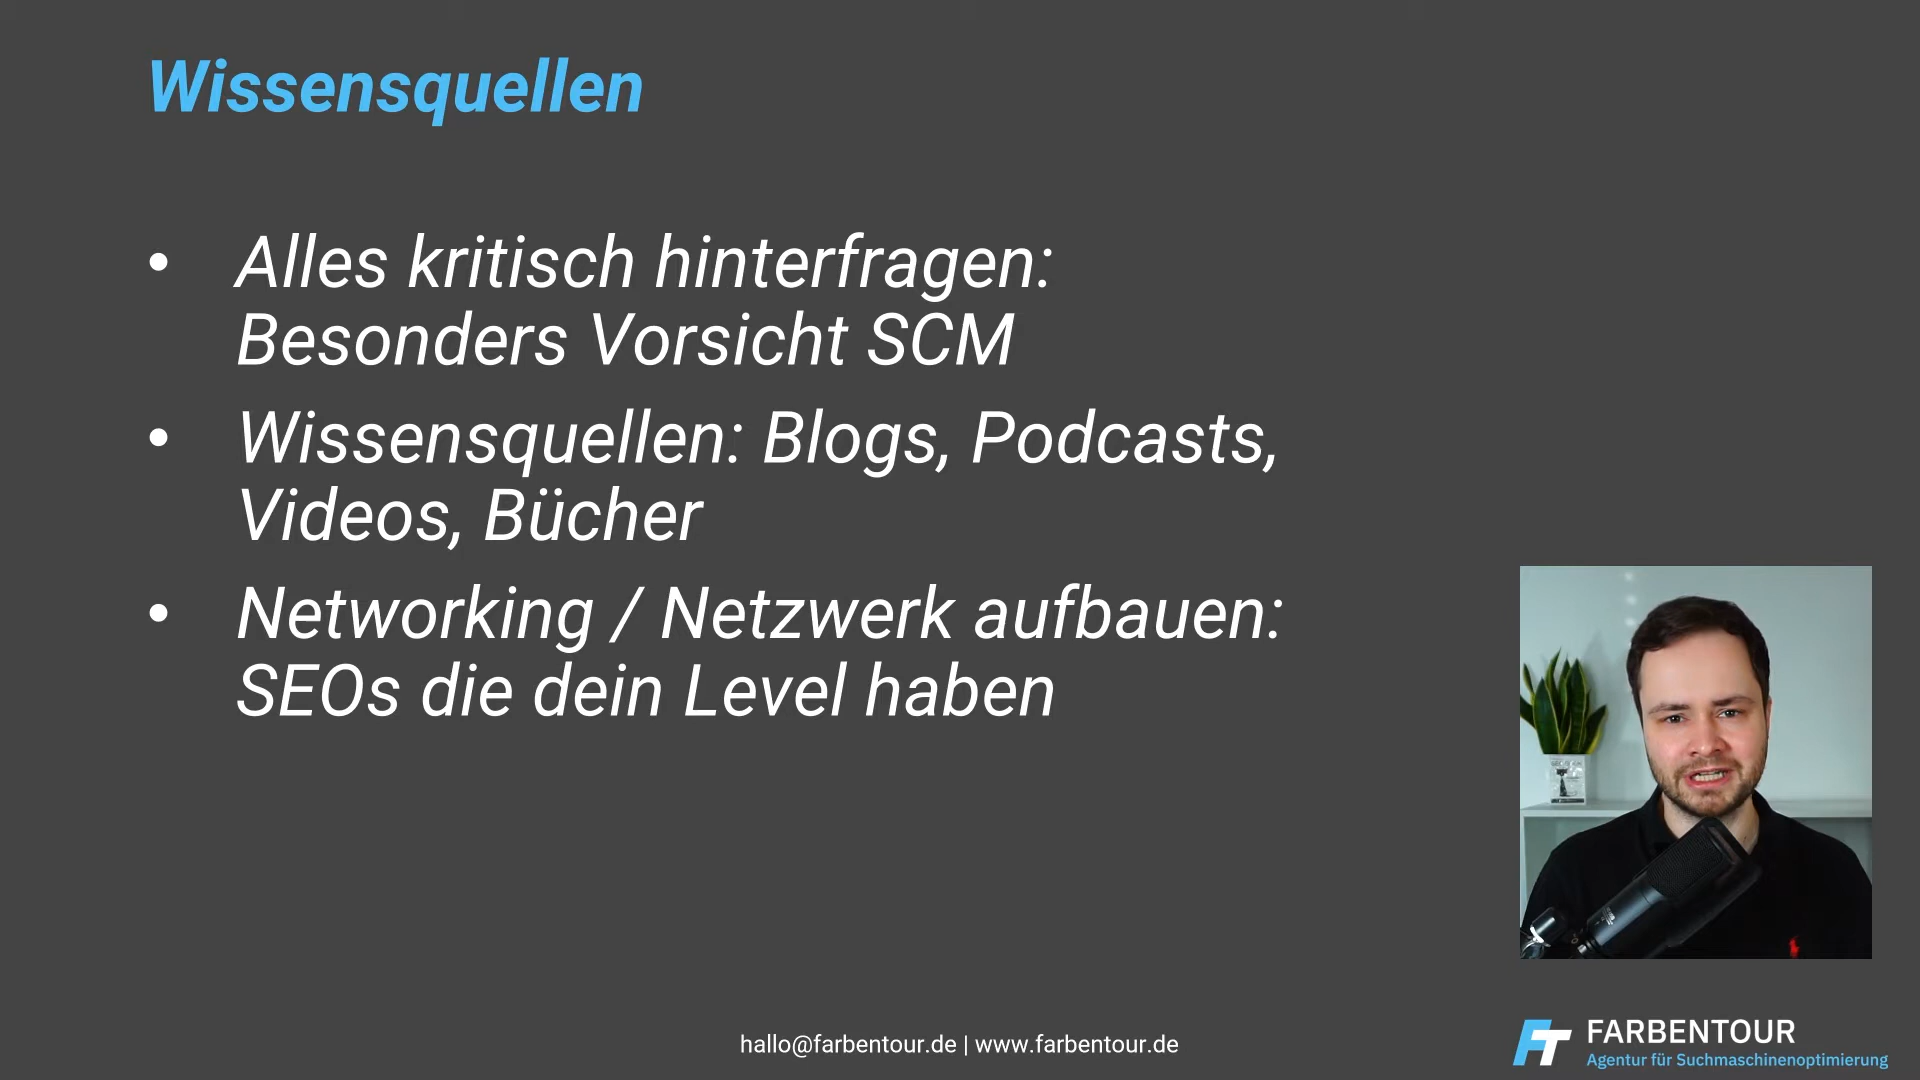 Wissensquellen
• Alles kritisch hinterfragen:
Besonders Vorsicht SCM
• Wissensquellen: Blogs, Podcasts,
Videos, Bücher
• Networking / Netzwerk aufbauen:
SEOs die dein Level haben
hallo@farbentour.de | www.farbentour.de
FT FARBENTOUR
Agentur für Suchmaschinenoptimierung